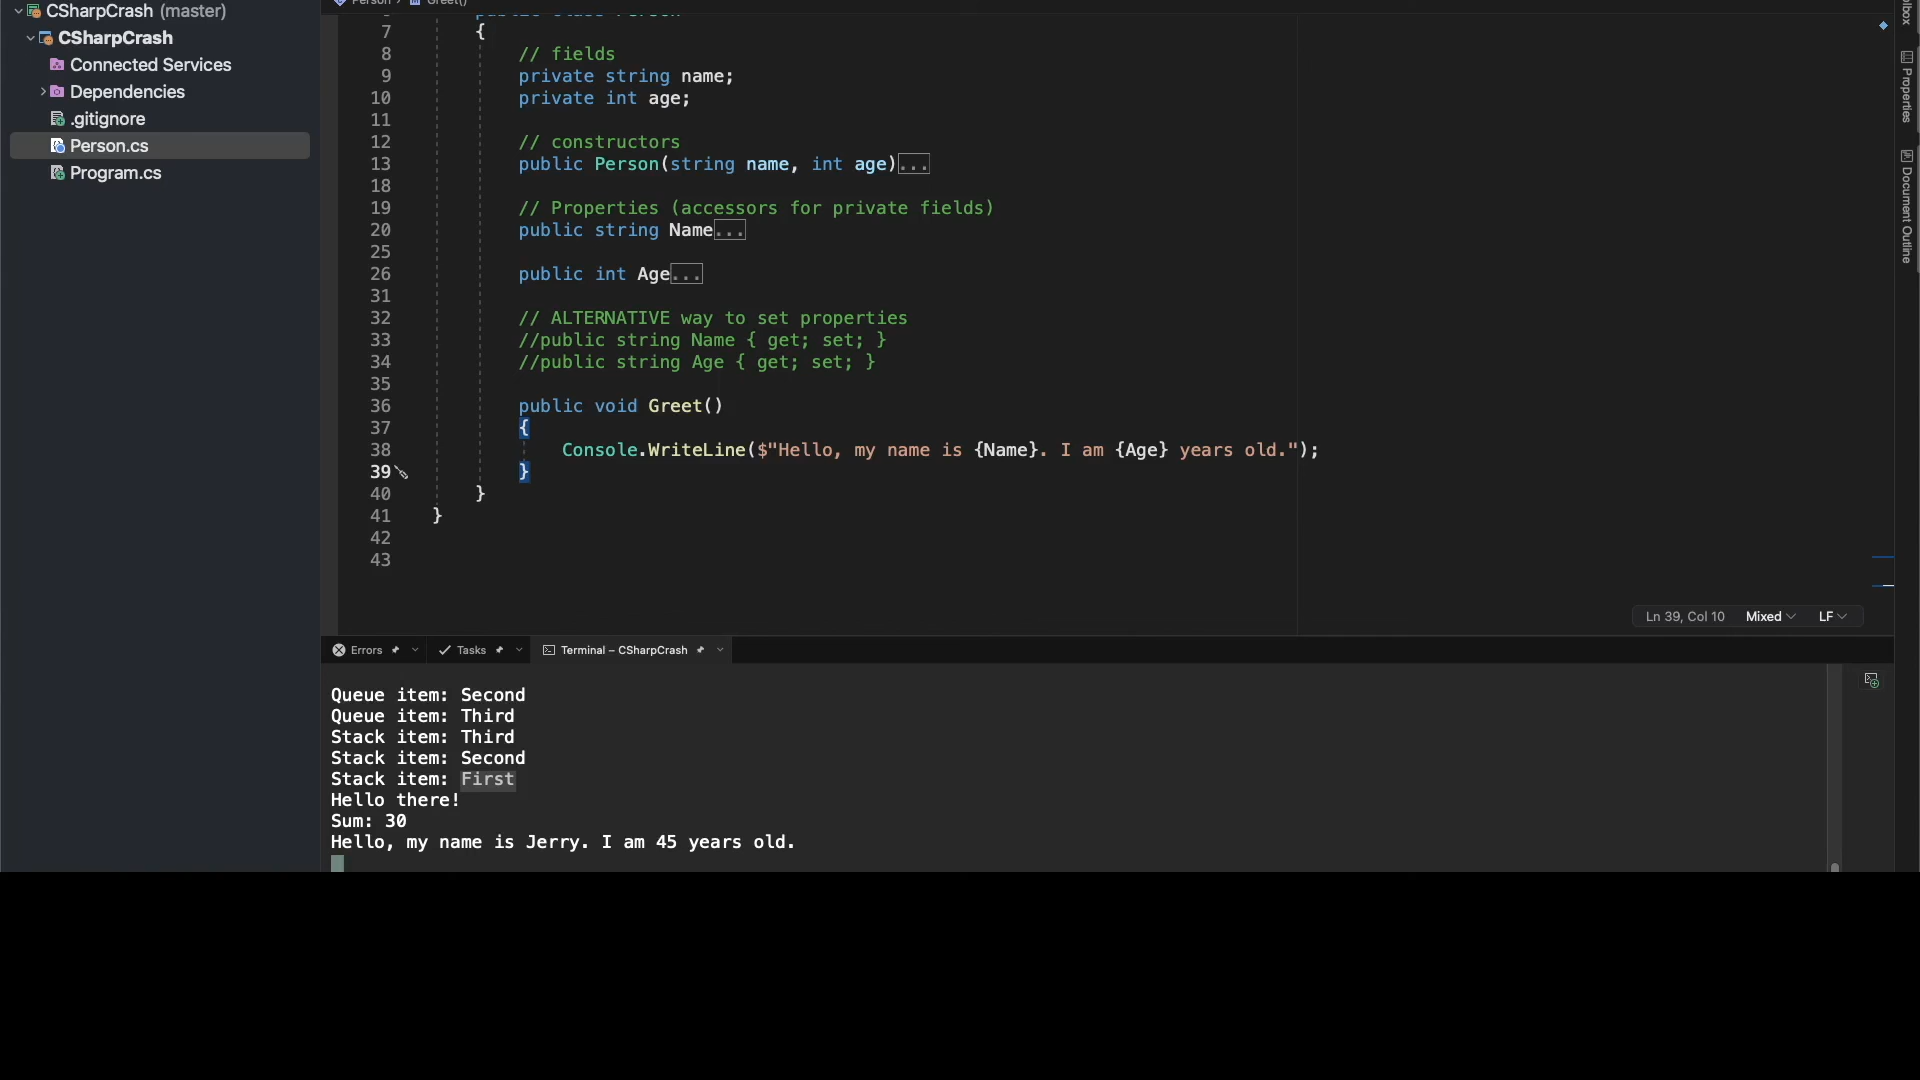 CSharpCrash (master)
CSharpCrash
Connected Services
Dependencies
.gitignore
Person.cs
Program.cs
Person > Greet()
public class Person
7 {
8 // fields
9 private string name;
10 private int age;
11
12 // constructors
13 public Person(string name, int age)...
18
19 // Properties (accessors for private fields)
20 public string Name...
25
26 public int Age...
31
32 // ALTERNATIVE way to set properties
33 //public string Name { get; set; }
34 //public string Age { get; set; }
35
36 public void Greet()
37 {
38 Console.WriteLine($"Hello, my name is {Name}. I am {Age} years old.");
39 }
40 }
41 }
42
43
Ln 39, Col 10 Mixed LF
Errors Tasks Terminal – CSharpCrash
Queue item: Second
Queue item: Third
Stack item: Third
Stack item: Second
Stack item: First
Hello there!
Sum: 30
Hello, my name is Jerry. I am 45 years old.
Properties
Document Outline